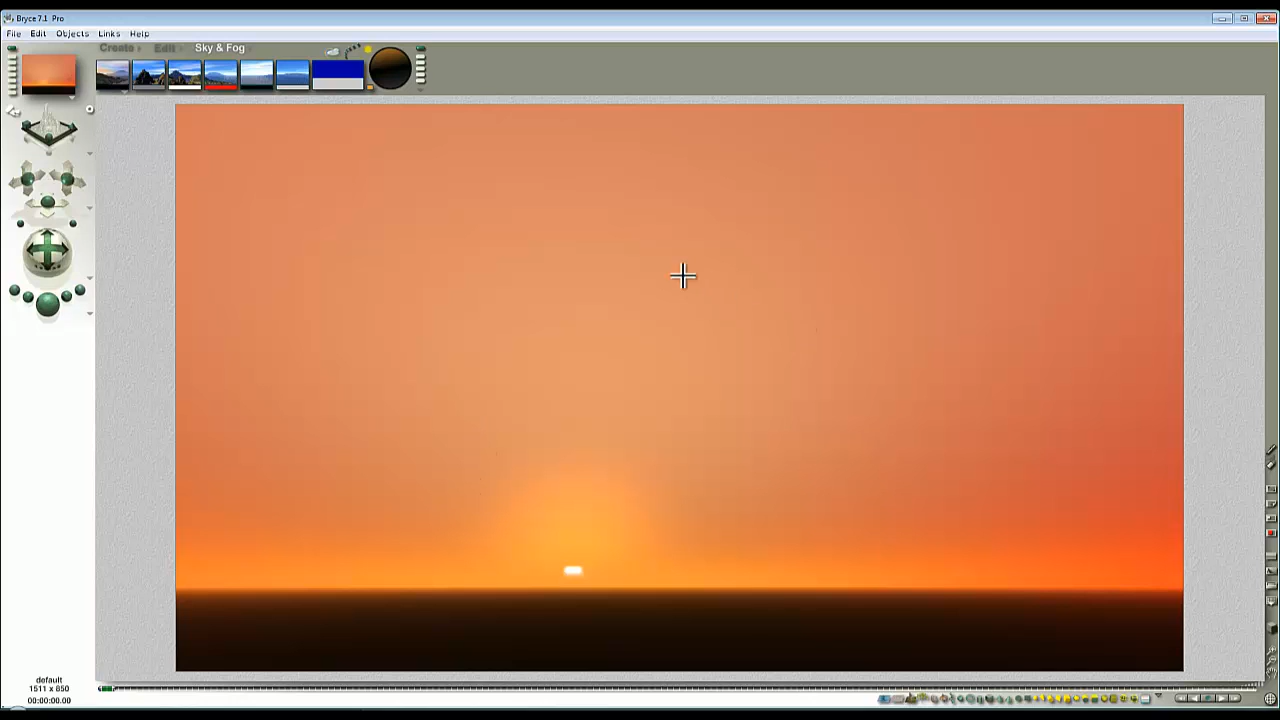 Bryce 7.1 Pro
File Edit Objects Links Help
Create Edit Sky & Fog
default
1511 x 850
00:00:00.00